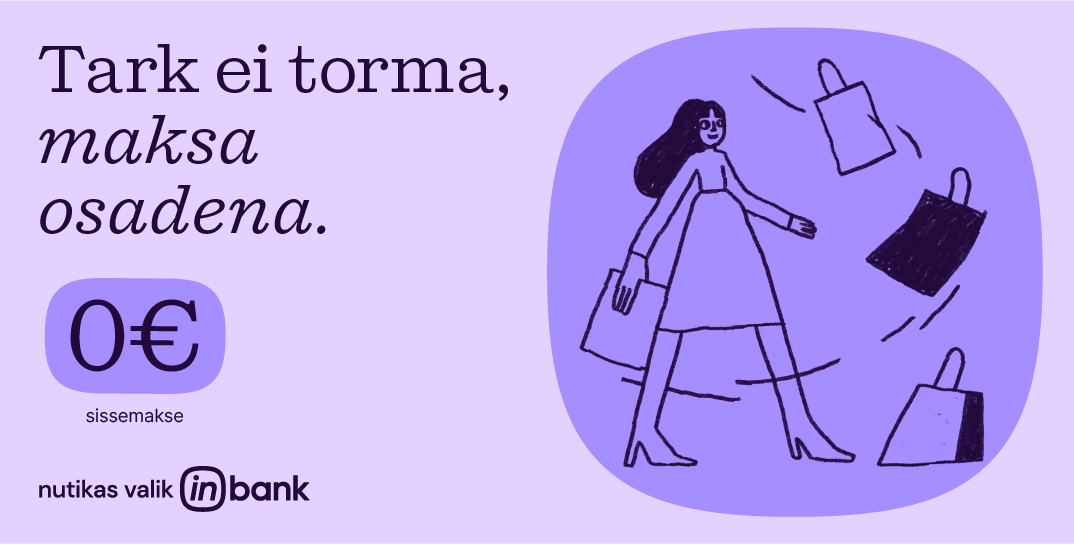 Tark ei torma,
maksa
osadena.
0€
sissemakse
nutikas valik inbank